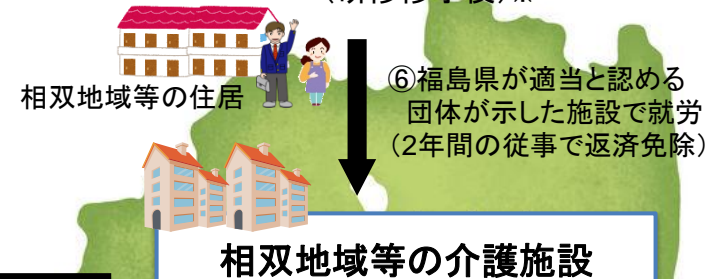 相双地域等の住居
⑥福島県が適当と認める
団体が示した施設で就労
(2年間の従事で返済免除)
相双地域等の介護施設